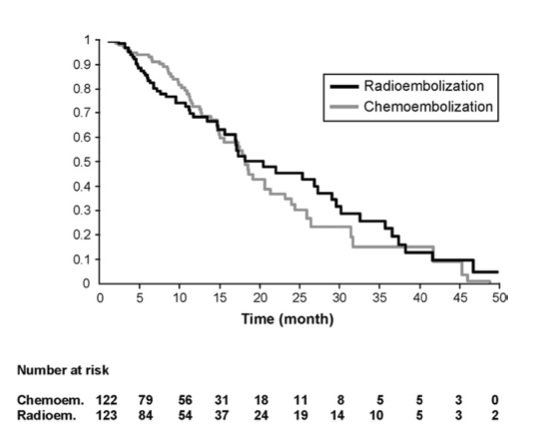 1
0.9
0.8
0.7
0.6
0.5
0.4
0.3
0.2
0.1
0
Radioembolization
Chemoembolization
0 5 10 15 20 25 30 35 40 45 50
Time (month)
Number at risk
Chemoem. 122 79 56 31 18 11 8 5 5 3 0
Radioem. 123 84 54 37 24 19 14 10 5 3 2